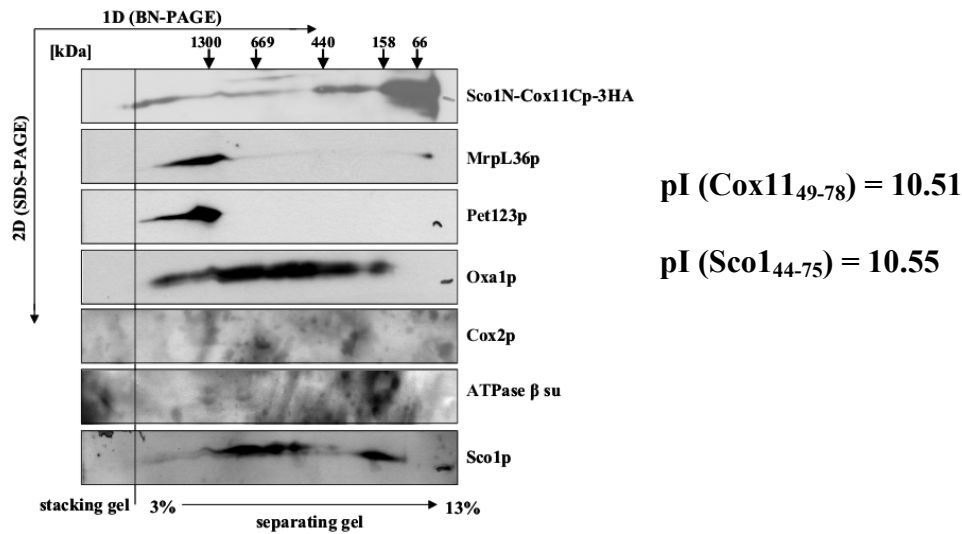 1D (BN-PAGE)
[kDa] 1300 669 440 158 66
2D (SDS-PAGE)
Sco1N-Cox11Cp-3HA
MrpL36p
Pet123p
Oxa1p
Cox2p
ATPase β su
Sco1p
stacking gel 3% separating gel 13%
pI (Cox11₄₉₋₇₈) = 10.51
pI (Sco1₄₄₋₇₅) = 10.55